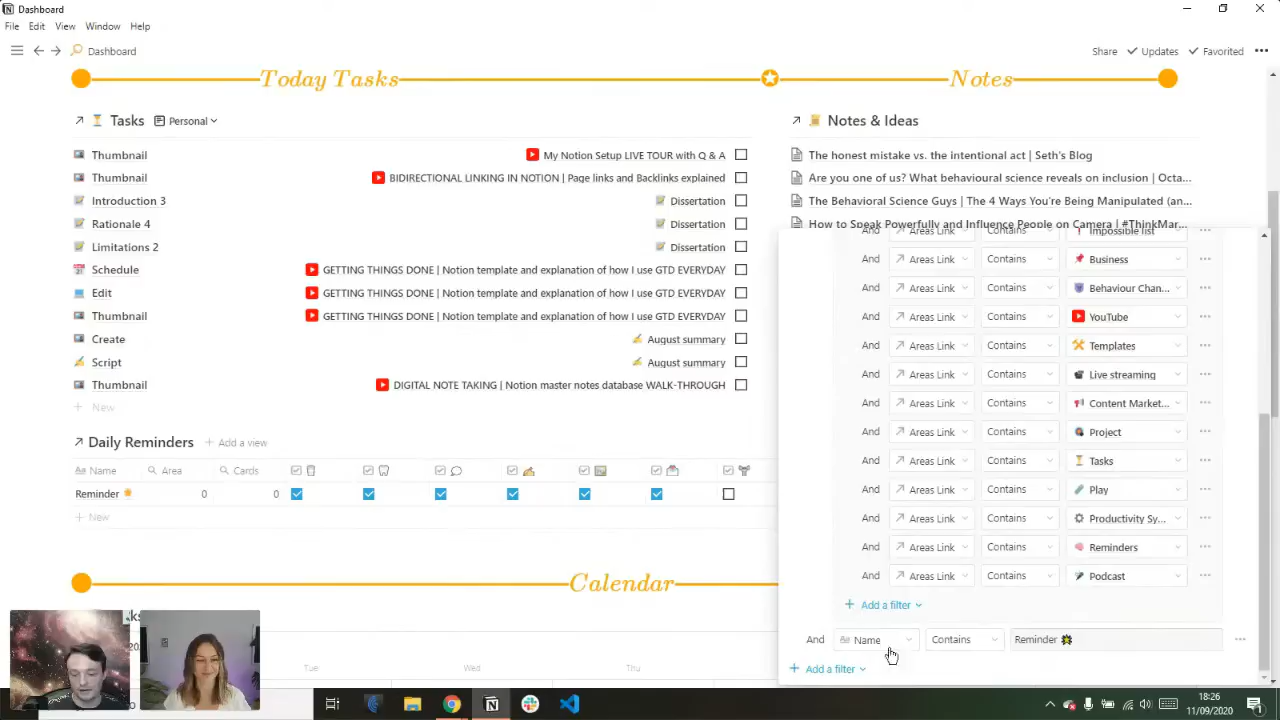 Dashboard
File Edit View Window Help
Dashboard Share Updates Favorited
Today Tasks Notes
Tasks Personal
Notes & Ideas
Thumbnail My Notion Setup LIVE TOUR with Q & A
Thumbnail BIDIRECTIONAL LINKING IN NOTION | Page links and Backlinks explained
Introduction 3 Dissertation
Rationale 4 Dissertation
Limitations 2 Dissertation
Schedule GETTING THINGS DONE | Notion template and explanation of how I use GTD EVERYDAY
Edit GETTING THINGS DONE | Notion template and explanation of how I use GTD EVERYDAY
Thumbnail GETTING THINGS DONE | Notion template and explanation of how I use GTD EVERYDAY
Create August summary
Script August summary
Thumbnail DIGITAL NOTE TAKING | Notion master notes database WALK-THROUGH
+ New
The honest mistake vs. the intentional act | Seth's Blog
Are you one of us? What behavioural science reveals on inclusion | Octa...
The Behavioral Science Guys | The 4 Ways You're Being Manipulated (an...
How to Speak Powerfully and Influence People on Camera | #ThinkMar...
Daily Reminders + Add a view
Name Area Cards
Reminder 0 0
+ New
Calendar
Tue Wed Thu
And Areas Link Contains Impossible list
And Areas Link Contains Business
And Areas Link Contains Behaviour Chan...
And Areas Link Contains YouTube
And Areas Link Contains Templates
And Areas Link Contains Live streaming
And Areas Link Contains Content Market...
And Areas Link Contains Project
And Areas Link Contains Tasks
And Areas Link Contains Play
And Areas Link Contains Productivity Sy...
And Areas Link Contains Reminders
And Areas Link Contains Podcast
+ Add a filter
And Aa Name Contains Reminder
+ Add a filter
18:26
11/09/2020